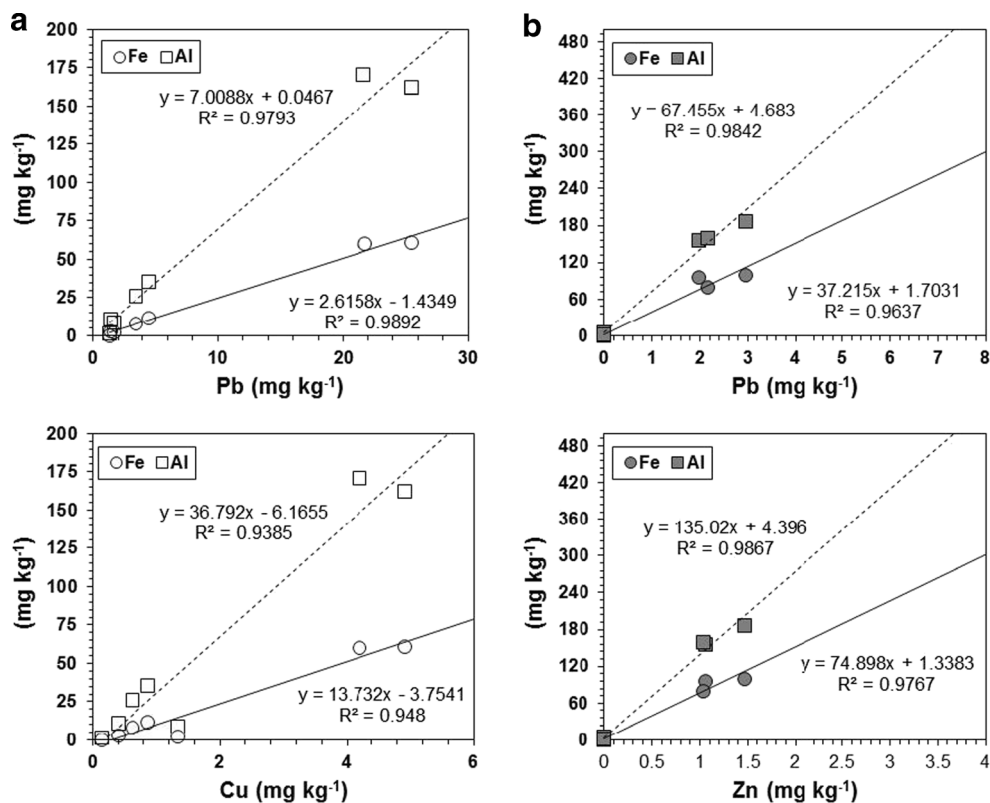 a
200
175
150
125
100
75
50
25
0
(mg kg-1)
Fe Al
y = 7.0088x + 0.0467
R² = 0.9793
y = 2.6158x - 1.4349
R² = 0.9892
0 10 20 30
Pb (mg kg-1)
b
480
420
360
300
240
180
120
60
0
(mg kg-1)
Fe Al
y = 67.455x + 4.683
R² = 0.9842
y = 37.215x + 1.7031
R² = 0.9637
0 1 2 3 4 5 6 7 8
Pb (mg kg-1)
200
175
150
125
100
75
50
25
0
(mg kg-1)
Fe Al
y = 36.792x - 6.1655
R² = 0.9385
y = 13.732x - 3.7541
R² = 0.948
0 2 4 6
Cu (mg kg-1)
480
420
360
300
240
180
120
60
0
(mg kg-1)
Fe Al
y = 135.02x + 4.396
R² = 0.9867
y = 74.898x + 1.3383
R² = 0.9767
0 0.5 1 1.5 2 2.5 3 3.5 4
Zn (mg kg-1)